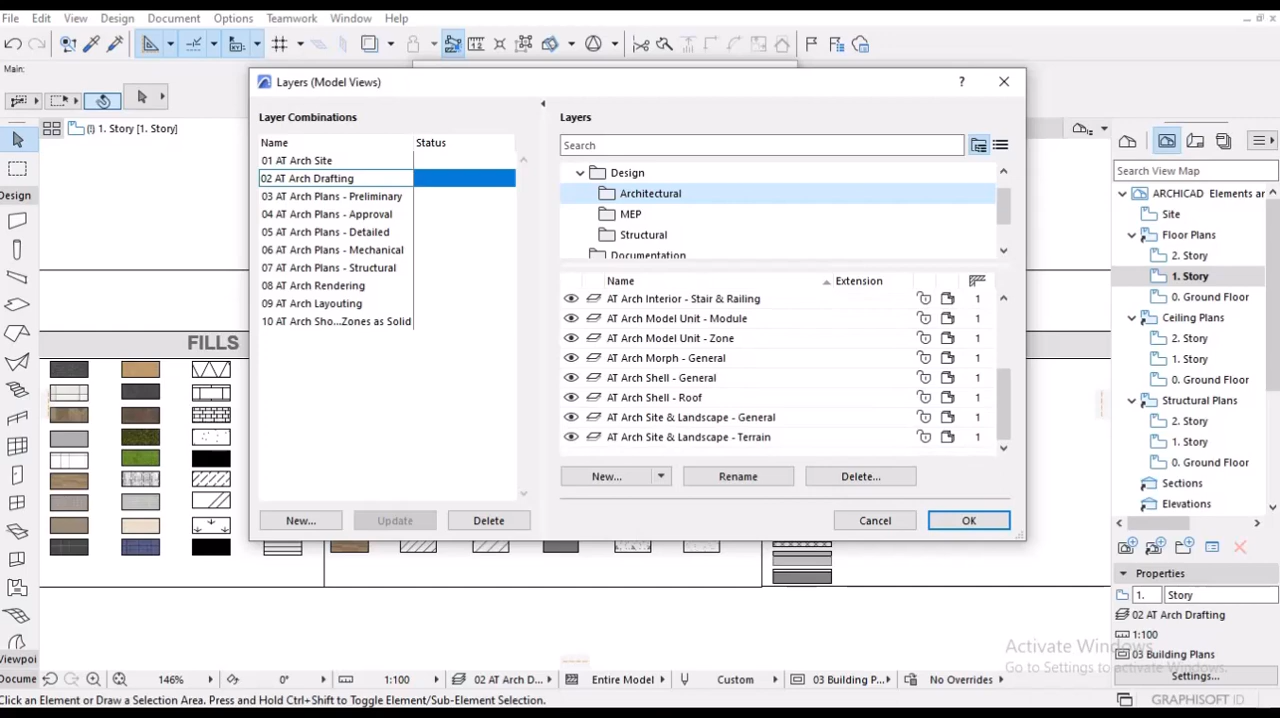 File Edit View Design Document Options Teamwork Window Help
Main:
Layers (Model Views)
?
(!) 1. Story [1. Story]
Layer Combinations
Name Status
01 AT Arch Site
02 AT Arch Drafting
03 AT Arch Plans - Preliminary
04 AT Arch Plans - Approval
05 AT Arch Plans - Detailed
06 AT Arch Plans - Mechanical
07 AT Arch Plans - Structural
08 AT Arch Rendering
09 AT Arch Layouting
10 AT Arch Sho...Zones as Solid
New... Update Delete
Layers
Search
Design
Architectural
MEP
Structural
Documentation
Name Extension
AT Arch Interior - Stair & Railing 1
AT Arch Model Unit - Module 1
AT Arch Model Unit - Zone 1
AT Arch Morph - General 1
AT Arch Shell - General 1
AT Arch Shell - Roof 1
AT Arch Site & Landscape - General 1
AT Arch Site & Landscape - Terrain 1
New... Rename Delete...
Cancel OK
Design
FILLS
Viewpoi
Docume
Search View Map
ARCHICAD Elements ar
Site
Floor Plans
2. Story
1. Story
0. Ground Floor
Ceiling Plans
2. Story
1. Story
0. Ground Floor
Structural Plans
2. Story
1. Story
0. Ground Floor
Sections
Elevations
Properties
1. Story
02 AT Arch Drafting
1:100
03 Building Plans
Settings...
Activate Windows
Go to Settings to activate Windows.
146% 0° 1:100 02 AT Arch D... Entire Model Custom 03 Building P... No Overrides
Click an Element or Draw a Selection Area. Press and Hold Ctrl+Shift to Toggle Element/Sub-Element Selection.
GRAPHISOFT ID